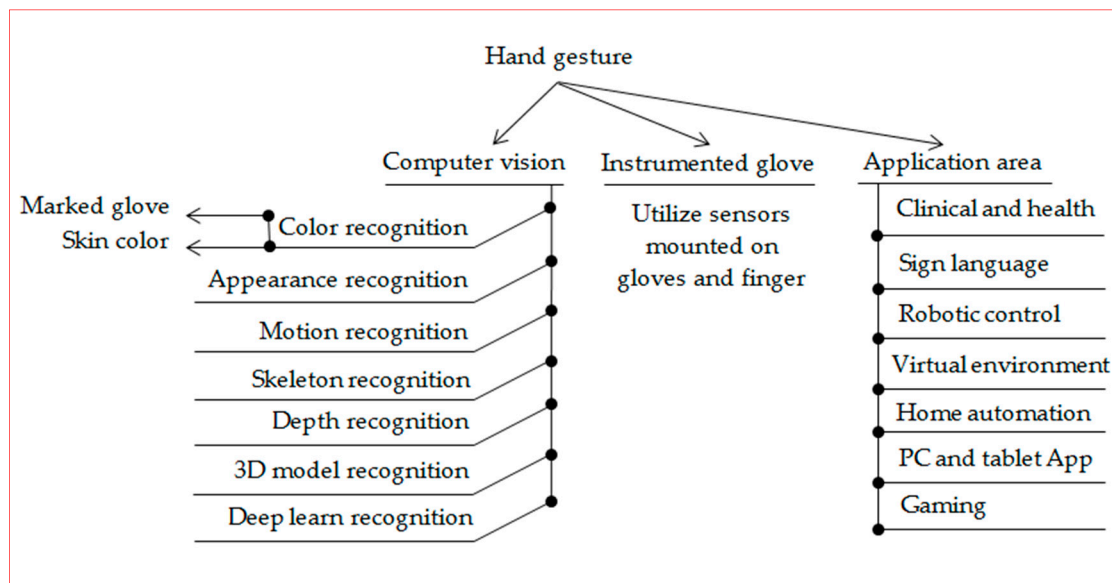 Hand gesture
Computer vision
Marked glove
Skin color
Color recognition
Appearance recognition
Motion recognition
Skeleton recognition
Depth recognition
3D model recognition
Deep learn recognition
Instrumented glove
Utilize sensors
mounted on
gloves and finger
Application area
Clinical and health
Sign language
Robotic control
Virtual environment
Home automation
PC and tablet App
Gaming